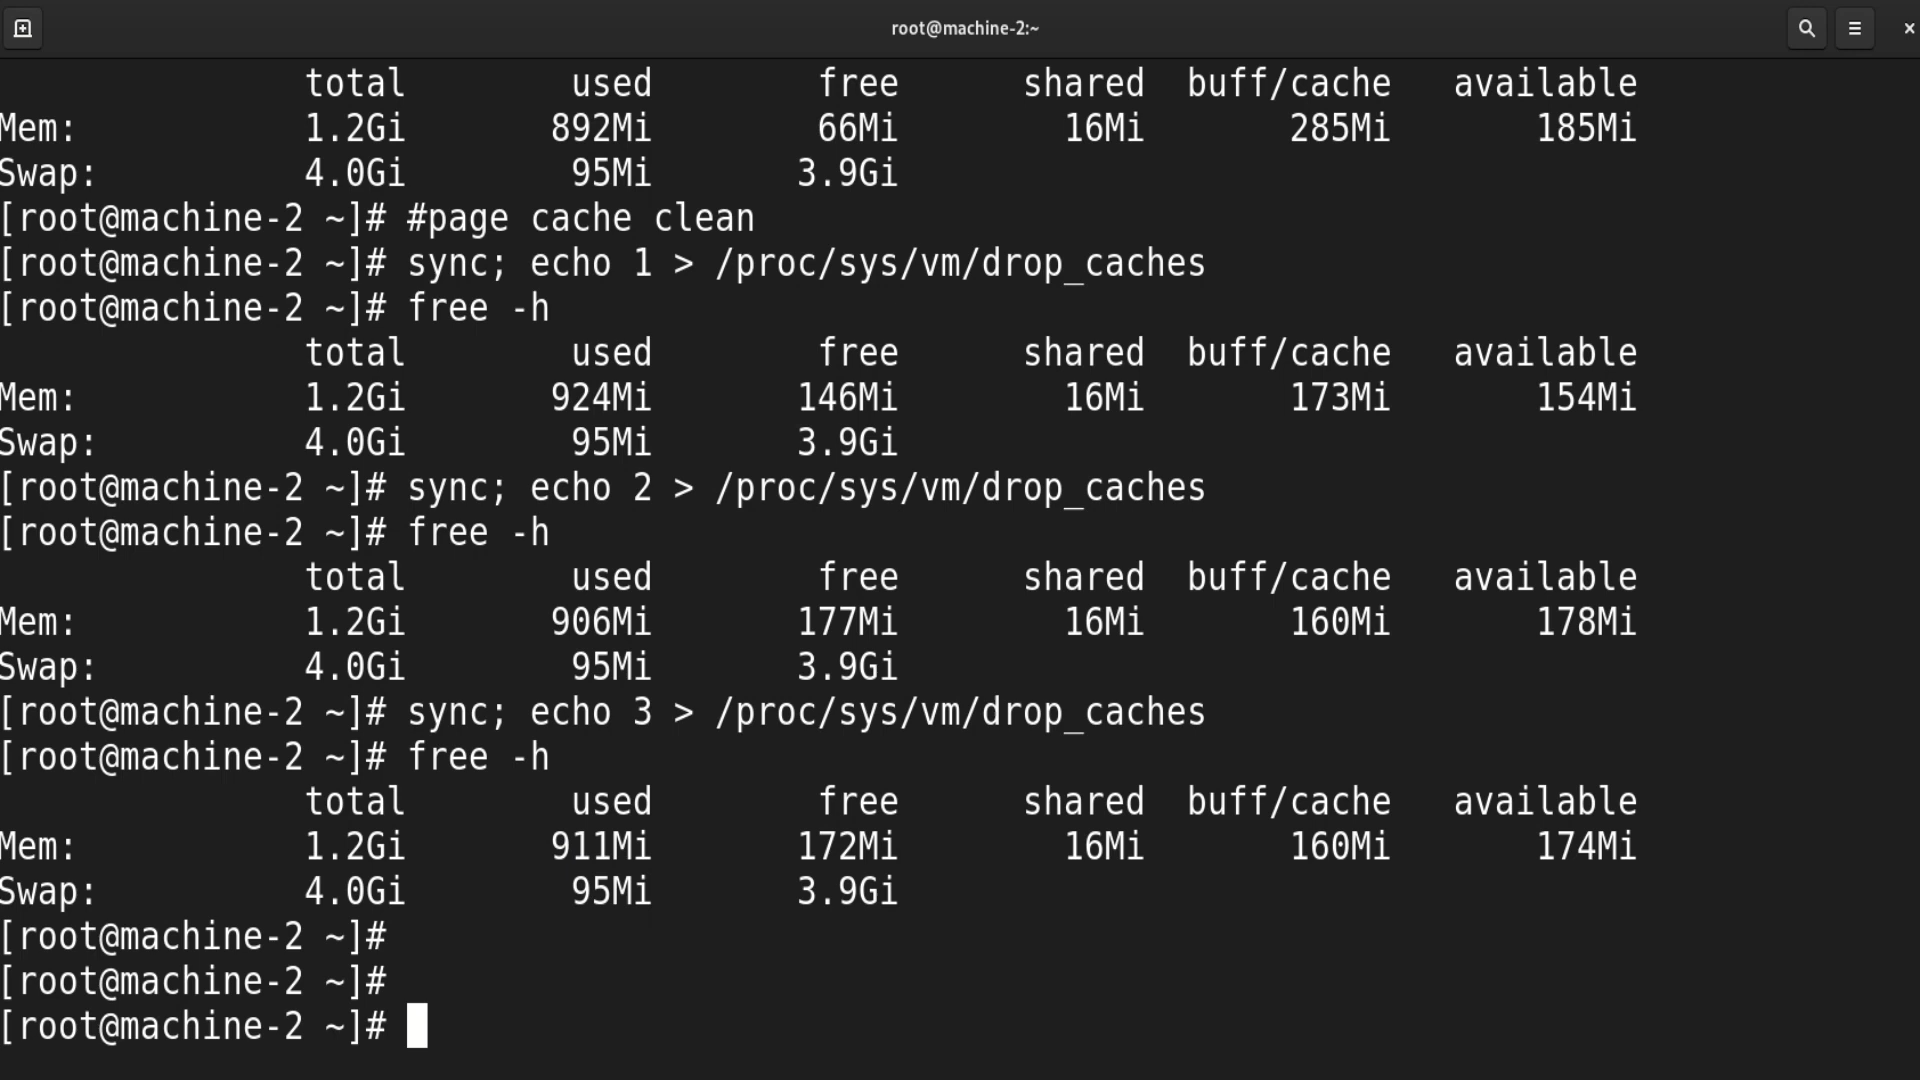 root@machine-2:~
total used free shared buff/cache available
Mem: 1.2Gi 892Mi 66Mi 16Mi 285Mi 185Mi
Swap: 4.0Gi 95Mi 3.9Gi
[root@machine-2 ~]# #page cache clean
[root@machine-2 ~]# sync; echo 1 > /proc/sys/vm/drop_caches
[root@machine-2 ~]# free -h
total used free shared buff/cache available
Mem: 1.2Gi 924Mi 146Mi 16Mi 173Mi 154Mi
Swap: 4.0Gi 95Mi 3.9Gi
[root@machine-2 ~]# sync; echo 2 > /proc/sys/vm/drop_caches
[root@machine-2 ~]# free -h
total used free shared buff/cache available
Mem: 1.2Gi 906Mi 177Mi 16Mi 160Mi 178Mi
Swap: 4.0Gi 95Mi 3.9Gi
[root@machine-2 ~]# sync; echo 3 > /proc/sys/vm/drop_caches
[root@machine-2 ~]# free -h
total used free shared buff/cache available
Mem: 1.2Gi 911Mi 172Mi 16Mi 160Mi 174Mi
Swap: 4.0Gi 95Mi 3.9Gi
[root@machine-2 ~]#
[root@machine-2 ~]#
[root@machine-2 ~]#